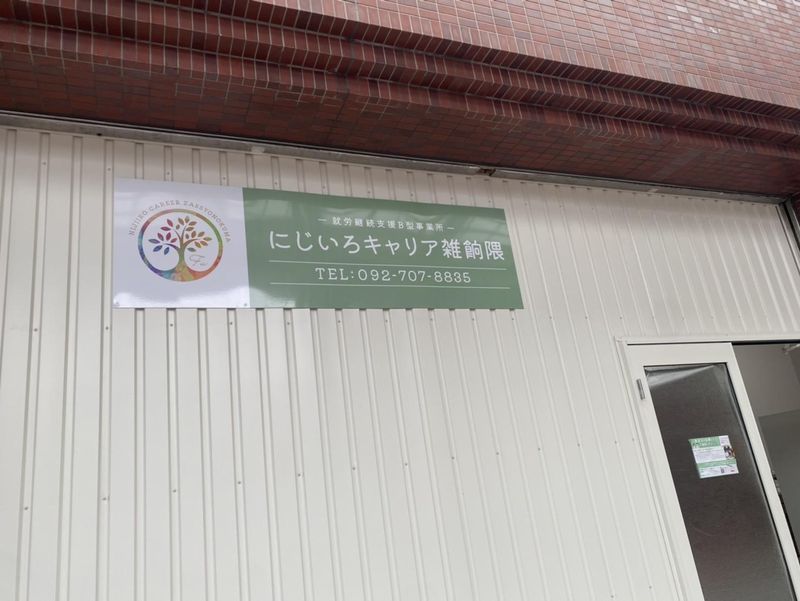 NIJIIRO CAREER ZASSYONOKUMA
― 就労継続支援B型事業所 ―
にじいろキャリア雑餉隈
TEL:092-707-8835